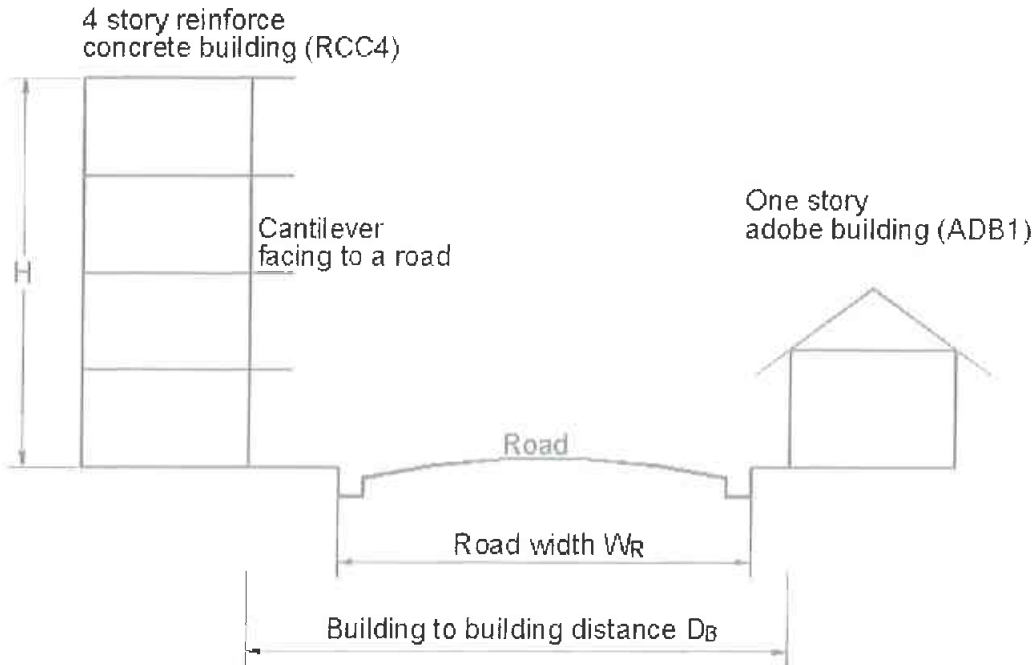 4 story reinforce
concrete building (RCC4)
H
Cantilever
facing to a road
One story
adobe building (ADB1)
Road
Road width WR
Building to building distance DB